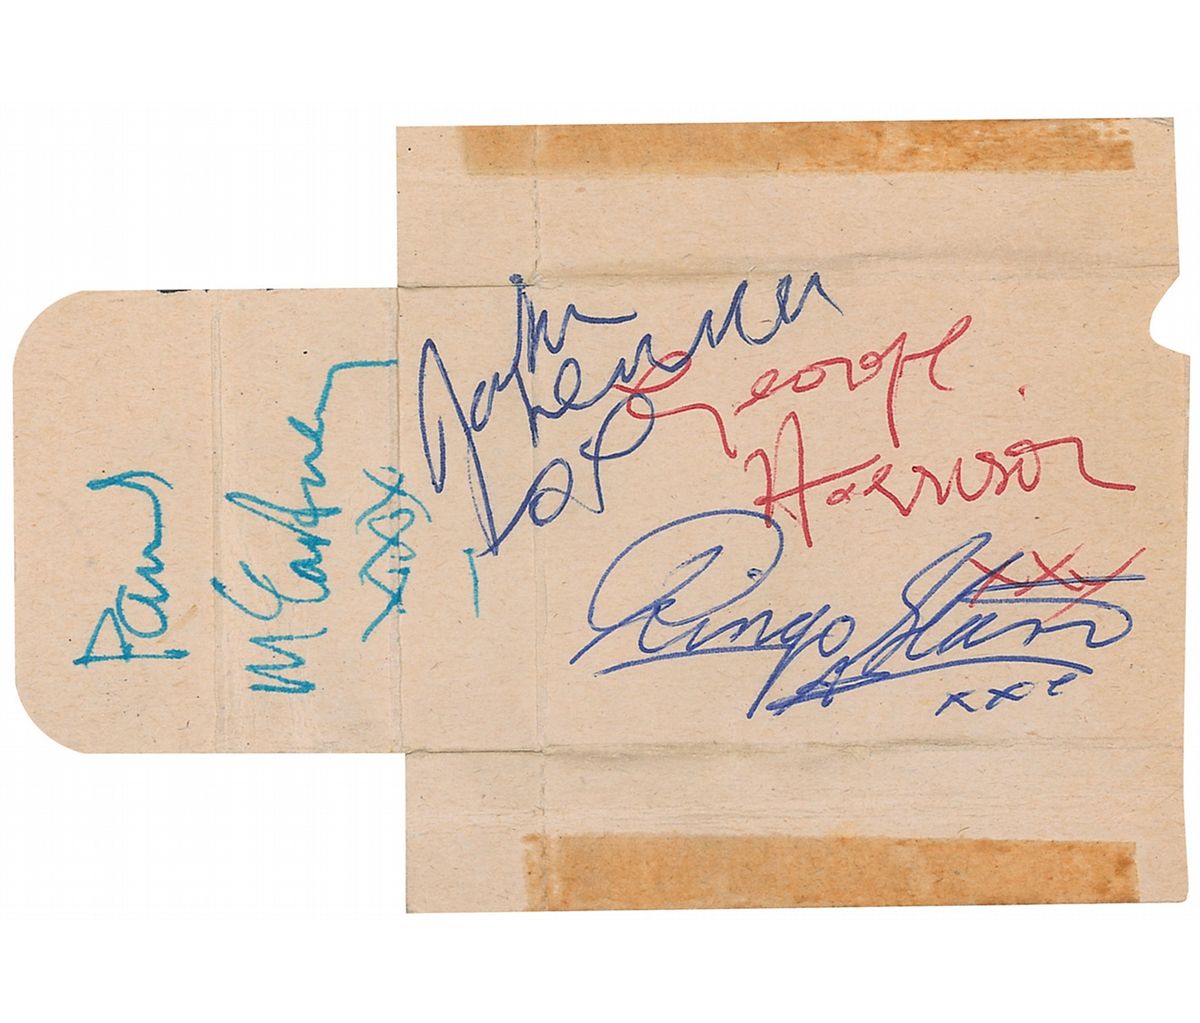 Paul
McCartney
xxx
John
Lennon
George
Harrison
xxx
Ringo Starr
xxx